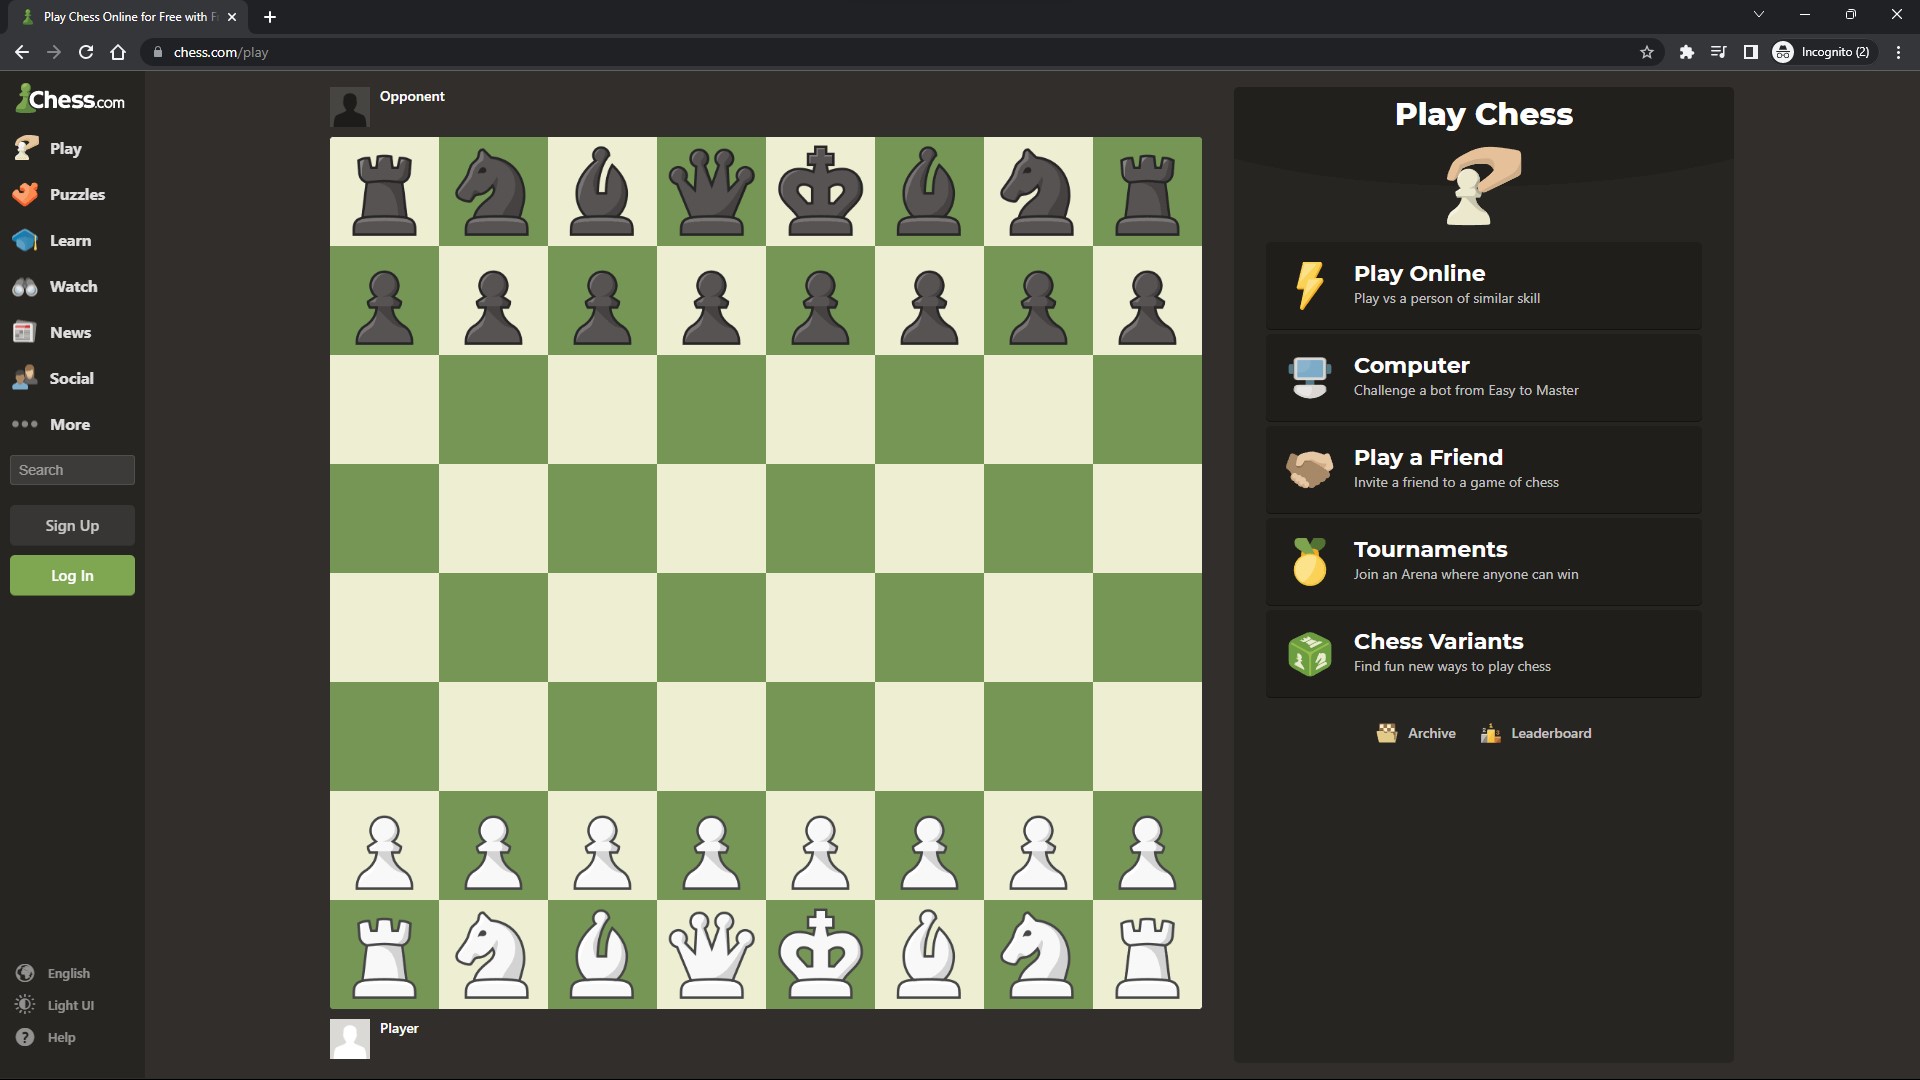 Play Chess Online for Free with F
chess.com/play
Incognito (2)
Chess.com
Play
Puzzles
Learn
Watch
News
Social
More
Search
Sign Up
Log In
English
Light UI
Help
Opponent
Player
Play Chess
Play Online
Play vs a person of similar skill
Computer
Challenge a bot from Easy to Master
Play a Friend
Invite a friend to a game of chess
Tournaments
Join an Arena where anyone can win
Chess Variants
Find fun new ways to play chess
Archive
Leaderboard